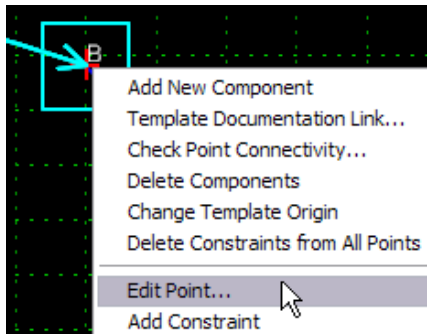 B
Add New Component
Template Documentation Link...
Check Point Connectivity...
Delete Components
Change Template Origin
Delete Constraints from All Points
Edit Point...
Add Constraint